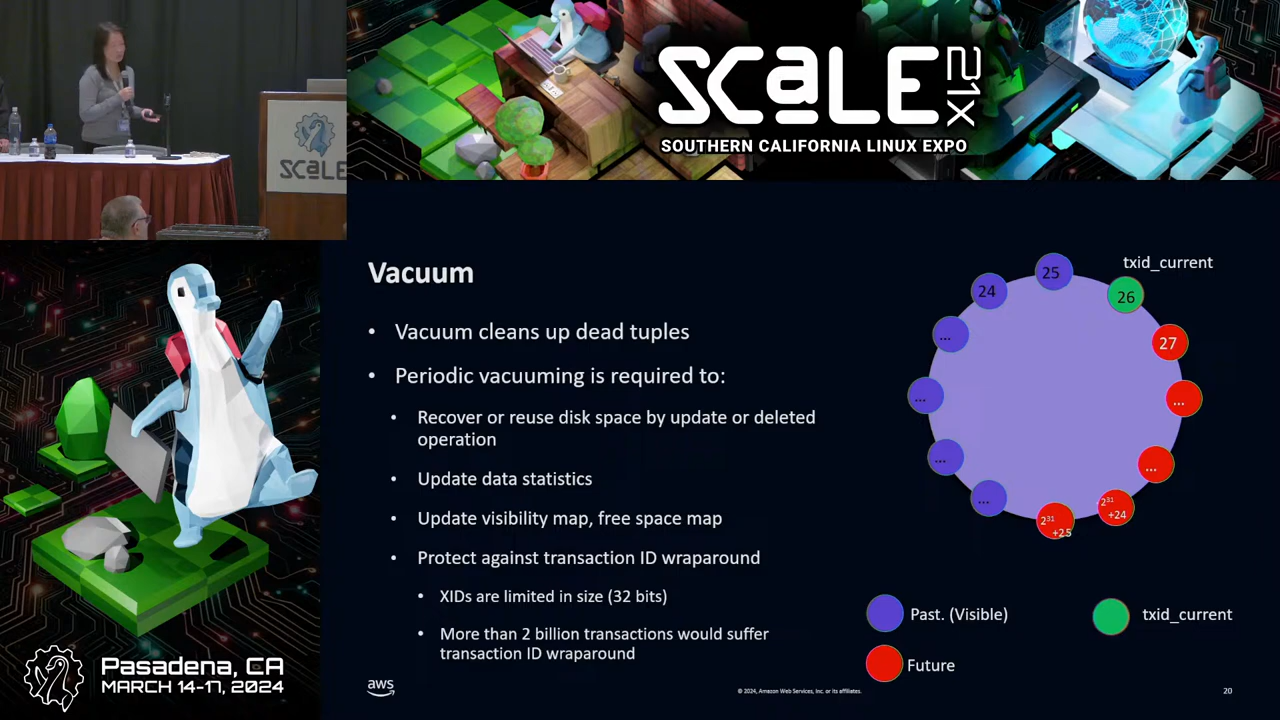 SCALE
SCaLE 21X
SOUTHERN CALIFORNIA LINUX EXPO
Vacuum
• Vacuum cleans up dead tuples
• Periodic vacuuming is required to:
• Recover or reuse disk space by update or deleted
operation
• Update data statistics
• Update visibility map, free space map
• Protect against transaction ID wraparound
• XIDs are limited in size (32 bits)
• More than 2 billion transactions would suffer
transaction ID wraparound
txid_current
25
24
26
27
...
...
...
...
...
...
2³¹
+24
2³¹
+25
Past. (Visible)
txid_current
Future
Pasadena, CA
MARCH 14-17, 2024
aws
© 2024, Amazon Web Services, Inc. or its affiliates.
20